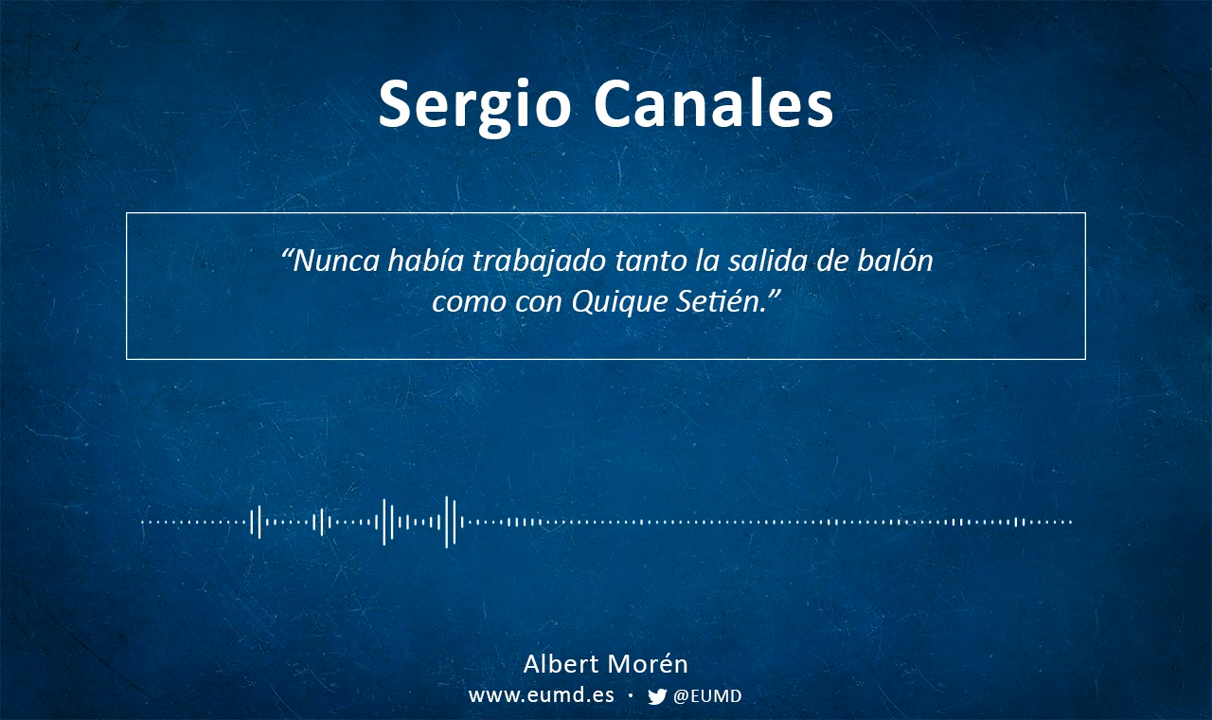 Sergio Canales
“Nunca había trabajado tanto la salida de balón
como con Quique Setién.”
Albert Morén
www.eumd.es · @EUMD